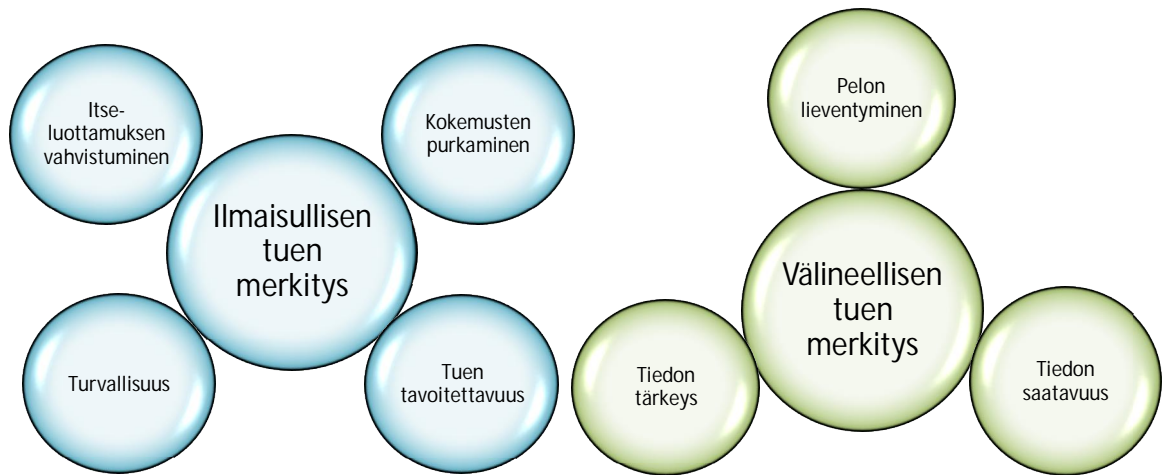 Itse-
luottamuksen
vahvistuminen
Kokemusten
purkaminen
Ilmaisullisen
tuen
merkitys
Turvallisuus
Tuen
tavoitettavuus
Pelon
lieventyminen
Välineellisen
tuen
merkitys
Tiedon
tärkeys
Tiedon
saatavuus